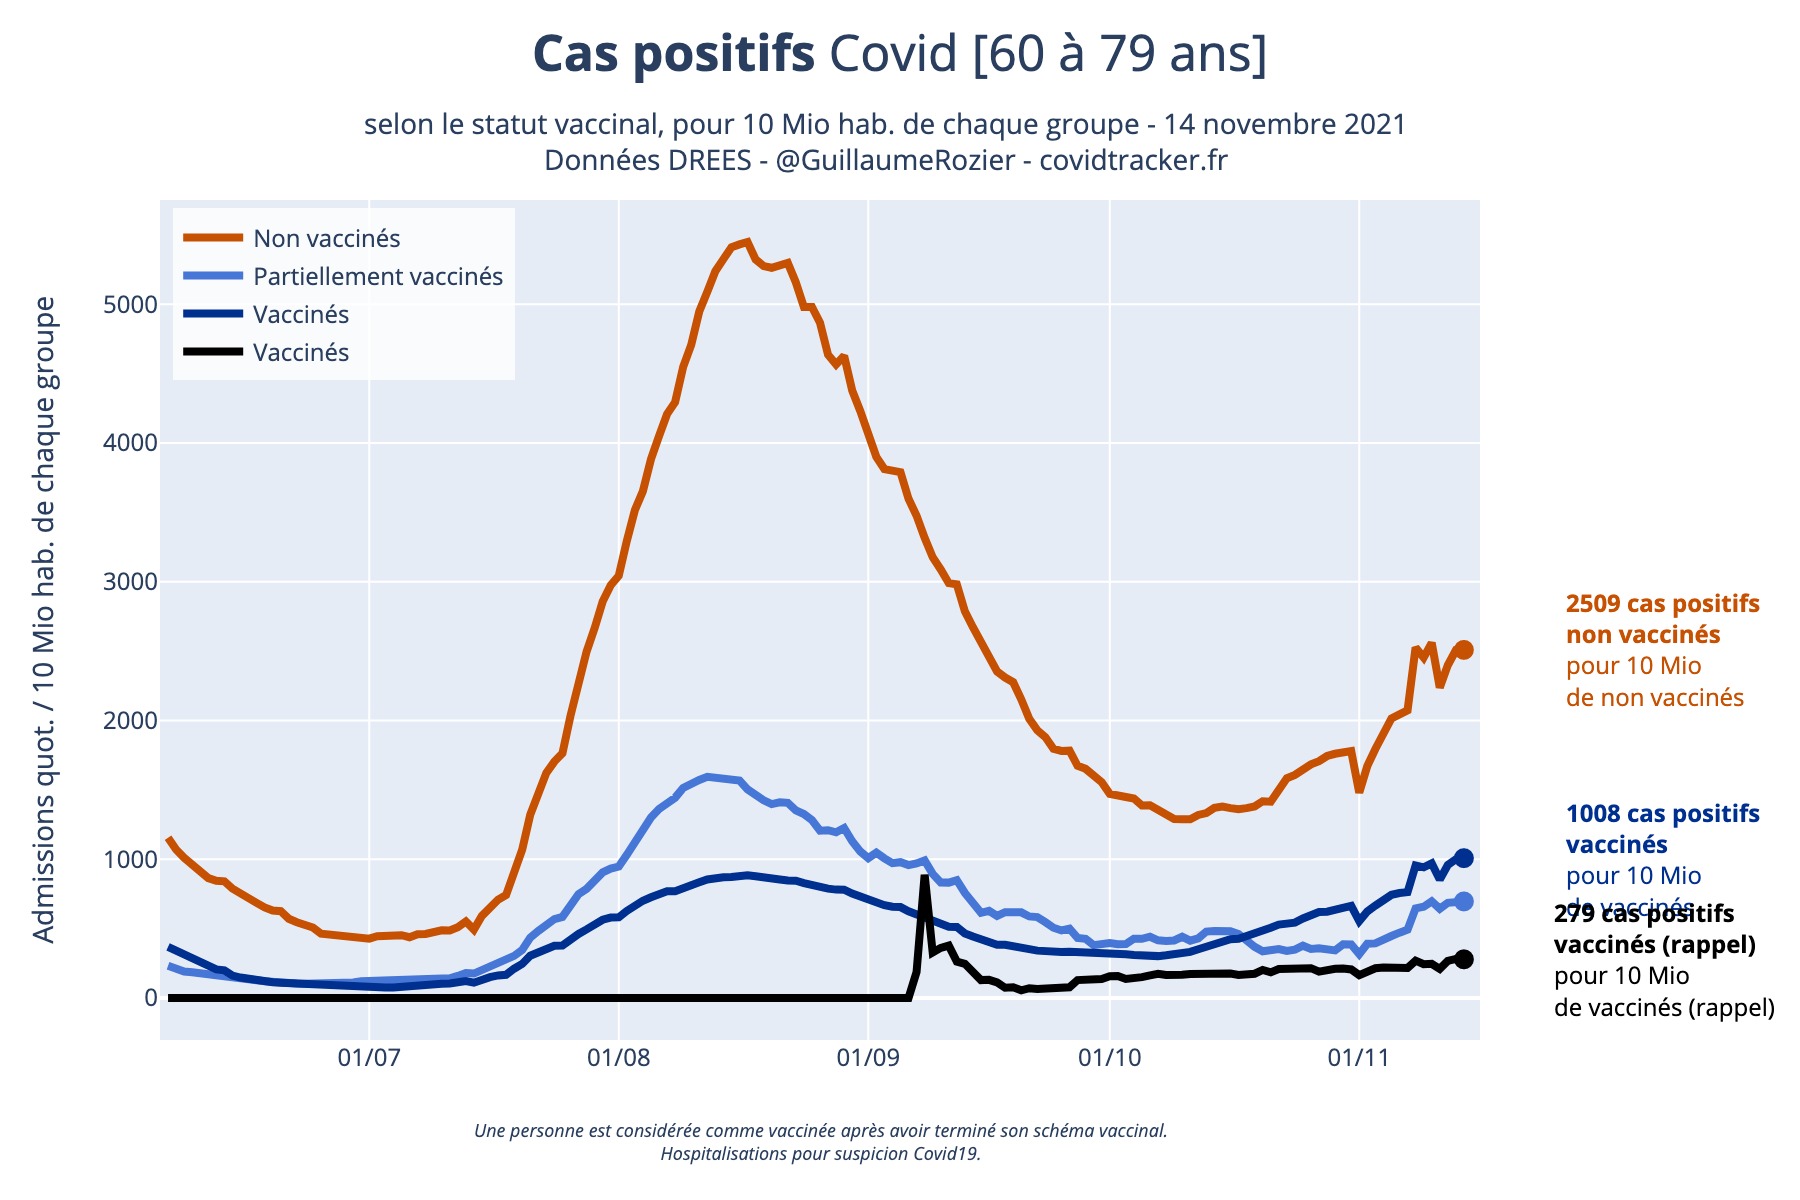 Cas positifs Covid [60 à 79 ans]
selon le statut vaccinal, pour 10 Mio hab. de chaque groupe - 14 novembre 2021
Données DREES - @GuillaumeRozier - covidtracker.fr
Non vaccinés
Partiellement vaccinés
Vaccinés
Vaccinés
Admissions quot. / 10 Mio hab. de chaque groupe
5000
4000
3000
2000
1000
0
01/07
01/08
01/09
01/10
01/11
2509 cas positifs
non vaccinés
pour 10 Mio
de non vaccinés
1008 cas positifs
vaccinés
pour 10 Mio
de vaccinés
279 cas positifs
vaccinés (rappel)
pour 10 Mio
de vaccinés (rappel)
Une personne est considérée comme vaccinée après avoir terminé son schéma vaccinal.
Hospitalisations pour suspicion Covid19.